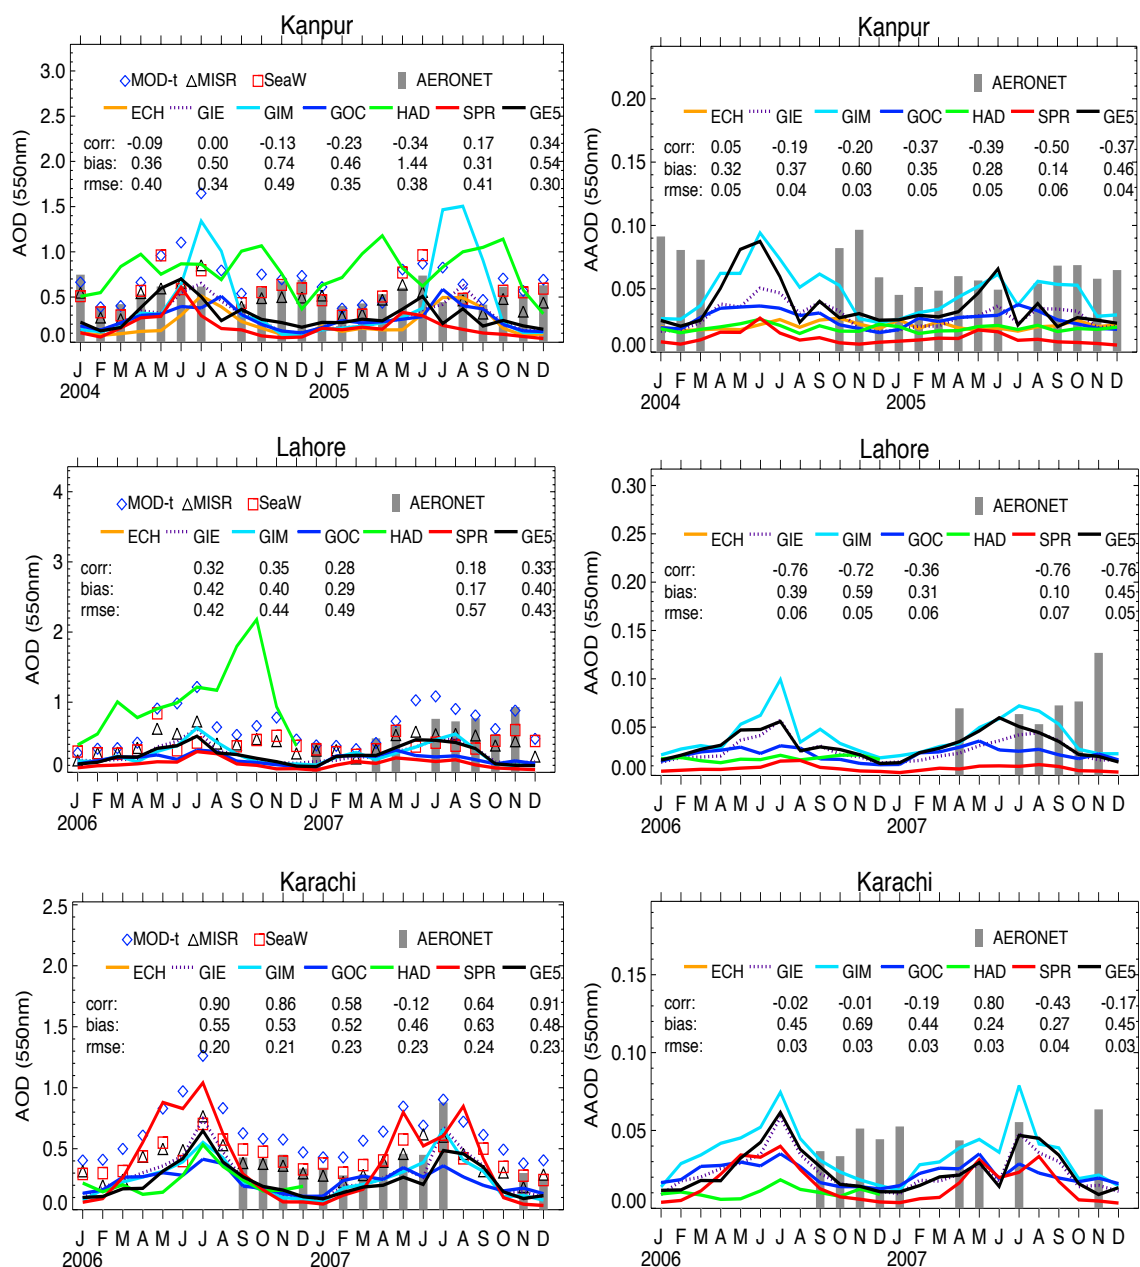 Kanpur
3.0
2.5
2.0
1.5
1.0
0.5
0.0
AOD (550nm)
MOD-t MISR SeaW AERONET
ECH GIE GIM GOC HAD SPR GE5
corr: -0.09 0.00 -0.13 -0.23 -0.34 0.17 0.34
bias: 0.36 0.50 0.74 0.46 1.44 0.31 0.54
rmse: 0.40 0.34 0.49 0.35 0.38 0.41 0.30
J F M A M J J A S O N D J F M A M J J A S O N D
2004 2005
Kanpur
0.20
0.15
0.10
0.05
0.00
AAOD (550nm)
AERONET
ECH GIE GIM GOC HAD SPR GE5
corr: 0.05 -0.19 -0.20 -0.37 -0.39 -0.50 -0.37
bias: 0.32 0.37 0.60 0.35 0.28 0.14 0.46
rmse: 0.05 0.04 0.03 0.05 0.05 0.06 0.04
J F M A M J J A S O N D J F M A M J J A S O N D
2004 2005
Lahore
4
3
2
1
0
AOD (550nm)
MOD-t MISR SeaW AERONET
ECH GIE GIM GOC HAD SPR GE5
corr: 0.32 0.35 0.28 0.18 0.33
bias: 0.42 0.40 0.29 0.17 0.40
rmse: 0.42 0.44 0.49 0.57 0.43
J F M A M J J A S O N D J F M A M J J A S O N D
2006 2007
Lahore
0.30
0.25
0.20
0.15
0.10
0.05
0.00
AAOD (550nm)
AERONET
ECH GIE GIM GOC HAD SPR GE5
corr: -0.76 -0.72 -0.36 -0.76 -0.76
bias: 0.39 0.59 0.31 0.10 0.45
rmse: 0.06 0.05 0.06 0.07 0.05
J F M A M J J A S O N D J F M A M J J A S O N D
2006 2007
Karachi
2.5
2.0
1.5
1.0
0.5
0.0
AOD (550nm)
MOD-t MISR SeaW AERONET
ECH GIE GIM GOC HAD SPR GE5
corr: 0.90 0.86 0.58 -0.12 0.64 0.91
bias: 0.55 0.53 0.52 0.46 0.63 0.48
rmse: 0.20 0.21 0.23 0.23 0.24 0.23
J F M A M J J A S O N D J F M A M J J A S O N D
2006 2007
Karachi
0.15
0.10
0.05
0.00
AAOD (550nm)
AERONET
ECH GIE GIM GOC HAD SPR GE5
corr: -0.02 -0.01 -0.19 0.80 -0.43 -0.17
bias: 0.45 0.69 0.44 0.24 0.27 0.45
rmse: 0.03 0.03 0.03 0.03 0.04 0.03
J F M A M J J A S O N D J F M A M J J A S O N D
2006 2007